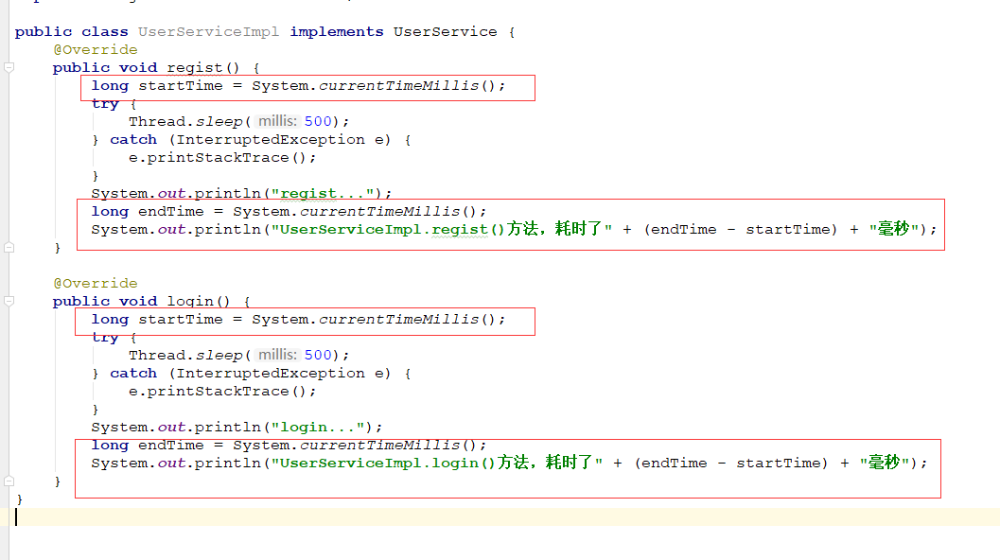 public class UserServiceImpl implements UserService {
@Override
public void regist() {
long startTime = System.currentTimeMillis();
try {
Thread.sleep( millis: 500);
} catch (InterruptedException e) {
e.printStackTrace();
}
System.out.println("regist...");
long endTime = System.currentTimeMillis();
System.out.println("UserServiceImpl.regist()方法，耗时了" + (endTime - startTime) + "毫秒");
}
@Override
public void login() {
long startTime = System.currentTimeMillis();
try {
Thread.sleep( millis: 500);
} catch (InterruptedException e) {
e.printStackTrace();
}
System.out.println("login...");
long endTime = System.currentTimeMillis();
System.out.println("UserServiceImpl.login()方法，耗时了" + (endTime - startTime) + "毫秒");
}
}